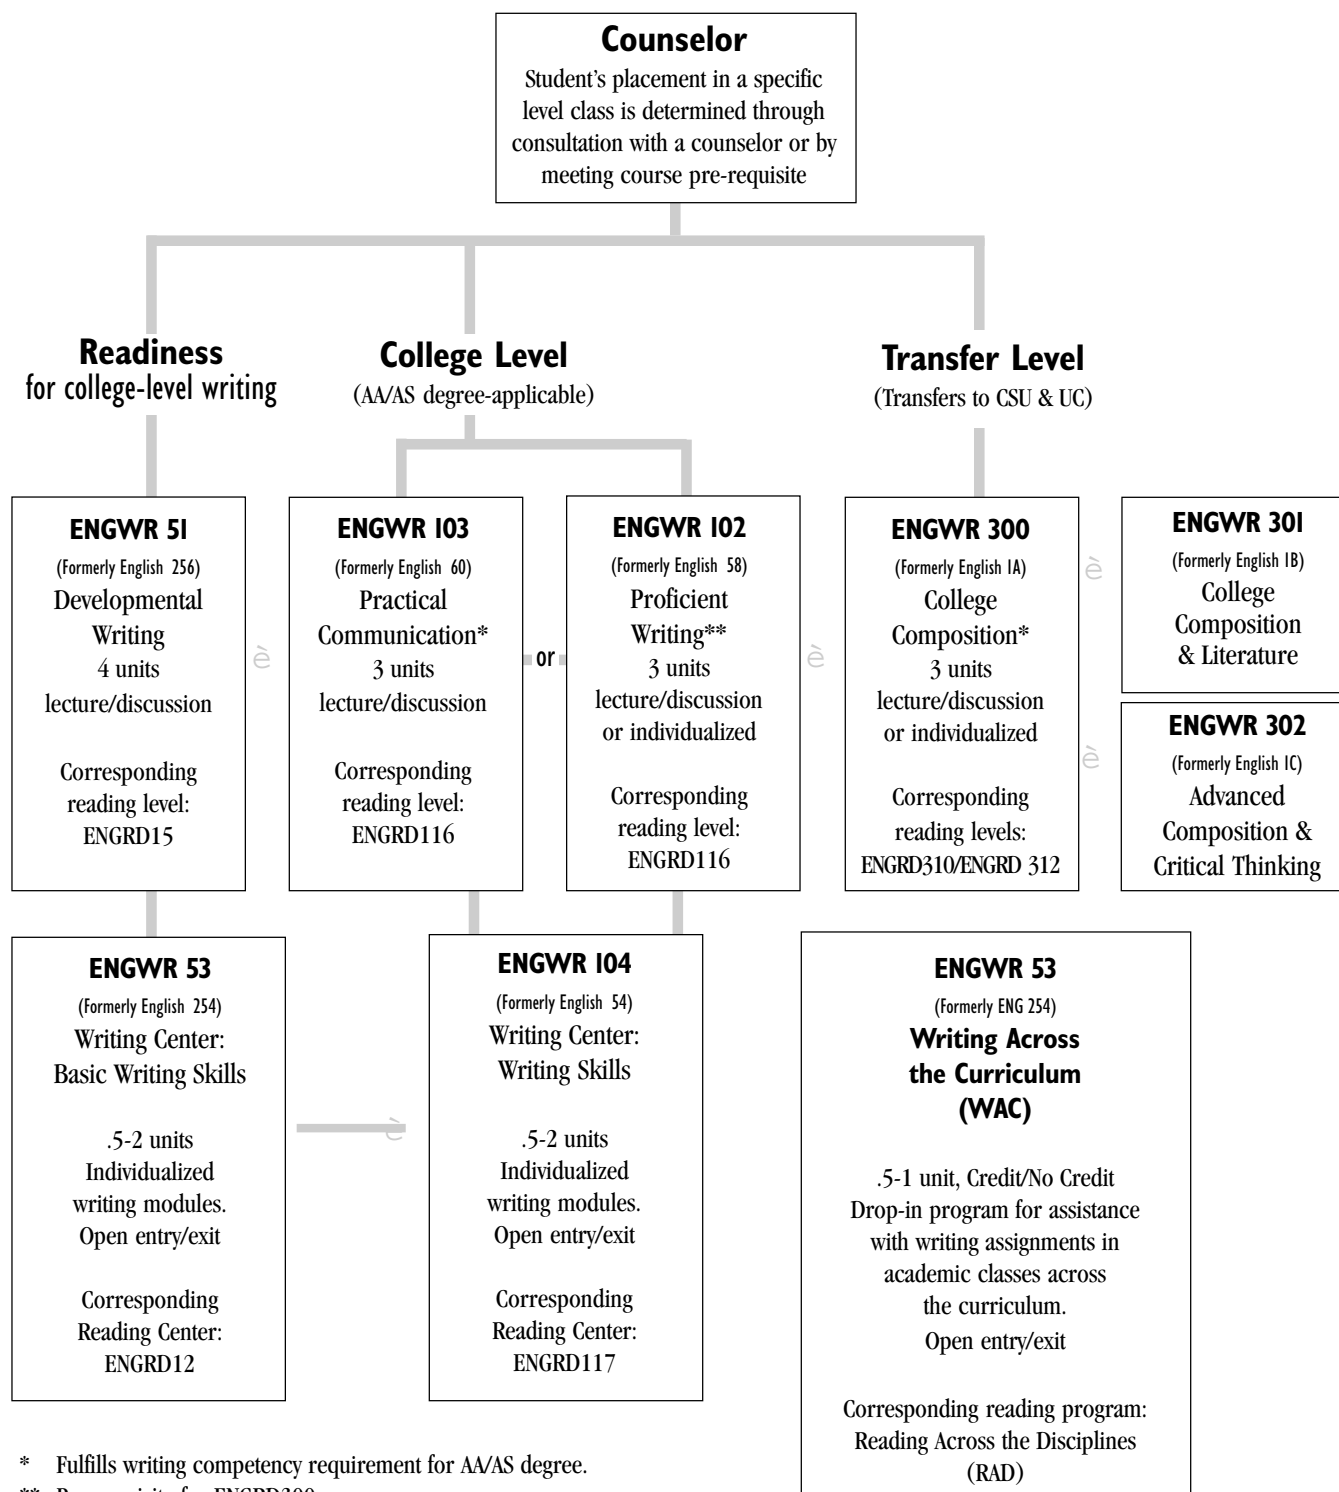 Counselor
Student's placement in a specific
level class is determined through
consultation with a counselor or by
meeting course pre-requisite
Readiness
for college-level writing
College Level
(AA/AS degree-applicable)
Transfer Level
(Transfers to CSU & UC)
ENGWR 51
(Formerly English 256)
Developmental
Writing
4 units
lecture/discussion
Corresponding
reading level:
ENGRD15
é
ENGWR 103
(Formerly English 60)
Practical
Communication*
3 units
lecture/discussion
Corresponding
reading level:
ENGRD116
or
ENGWR 102
(Formerly English 58)
Proficient
Writing**
3 units
lecture/discussion
or individualized
Corresponding
reading level:
ENGRD116
é
ENGWR 300
(Formerly English 1A)
College
Composition*
3 units
lecture/discussion
or individualized
Corresponding
reading levels:
ENGRD310/ENGRD 312
é
é
ENGWR 301
(Formerly English 1B)
College
Composition
& Literature
ENGWR 302
(Formerly English 1C)
Advanced
Composition &
Critical Thinking
ENGWR 53
(Formerly English 254)
Writing Center:
Basic Writing Skills
.5-2 units
Individualized
writing modules.
Open entry/exit
Corresponding
Reading Center:
ENGRD12
é
ENGWR 104
(Formerly English 54)
Writing Center:
Writing Skills
.5-2 units
Individualized
writing modules.
Open entry/exit
Corresponding
Reading Center:
ENGRD117
ENGWR 53
(Formerly ENG 254)
Writing Across
the Curriculum
(WAC)
.5-1 unit, Credit/No Credit
Drop-in program for assistance
with writing assignments in
academic classes across
the curriculum.
Open entry/exit
Corresponding reading program:
Reading Across the Disciplines
(RAD)
* Fulfills writing competency requirement for AA/AS degree.